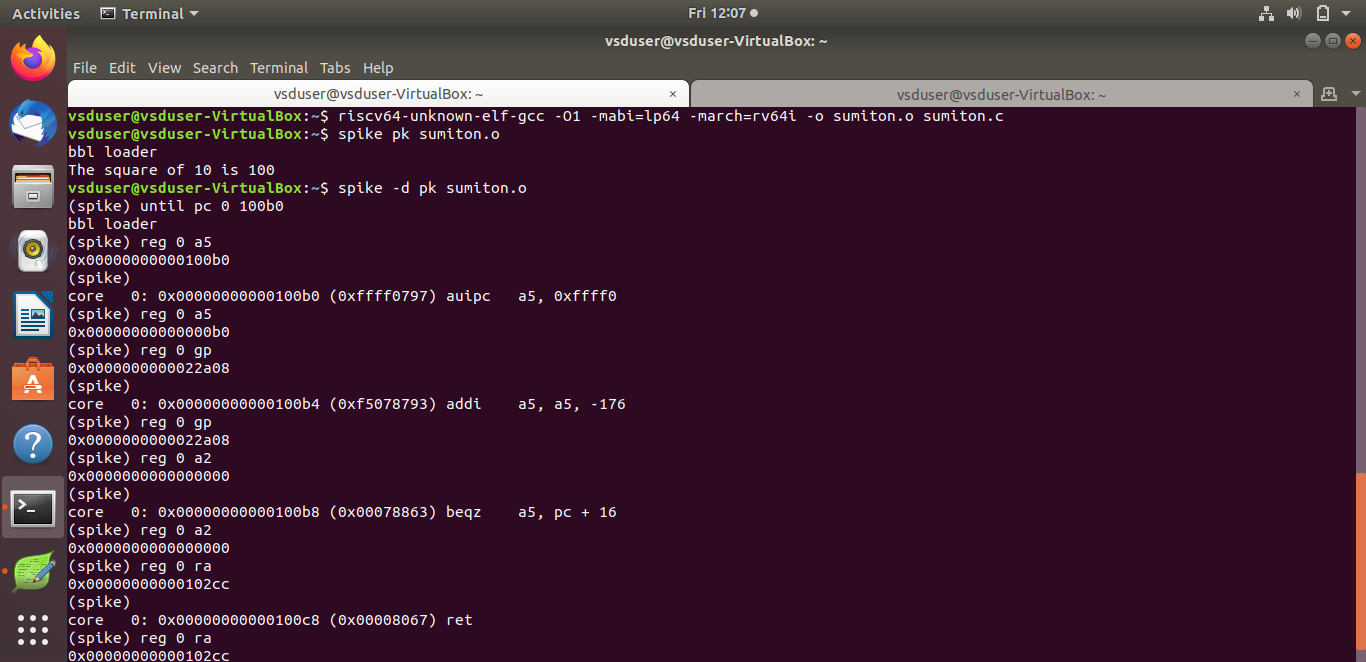 Activities Terminal Fri 12:07
vsduser@vsduser-VirtualBox: ~
File Edit View Search Terminal Tabs Help
vsduser@vsduser-VirtualBox: ~ × vsduser@vsduser-VirtualBox: ~ ×
vsduser@vsduser-VirtualBox:~$ riscv64-unknown-elf-gcc -O1 -mabi=lp64 -march=rv64i -o sumiton.o sumiton.c
vsduser@vsduser-VirtualBox:~$ spike pk sumiton.o
bbl loader
The square of 10 is 100
vsduser@vsduser-VirtualBox:~$ spike -d pk sumiton.o
(spike) until pc 0 100b0
bbl loader
(spike) reg 0 a5
0x00000000000100b0
(spike)
core   0: 0x00000000000100b0 (0xffff0797) auipc   a5, 0xffff0
(spike) reg 0 a5
0x00000000000000b0
(spike) reg 0 gp
0x0000000000022a08
(spike)
core   0: 0x00000000000100b4 (0xf5078793) addi    a5, a5, -176
(spike) reg 0 gp
0x0000000000022a08
(spike) reg 0 a2
0x0000000000000000
(spike)
core   0: 0x00000000000100b8 (0x00078863) beqz    a5, pc + 16
(spike) reg 0 a2
0x0000000000000000
(spike) reg 0 ra
0x00000000000102cc
(spike)
core   0: 0x00000000000100c8 (0x00008067) ret
(spike) reg 0 ra
0x00000000000102cc